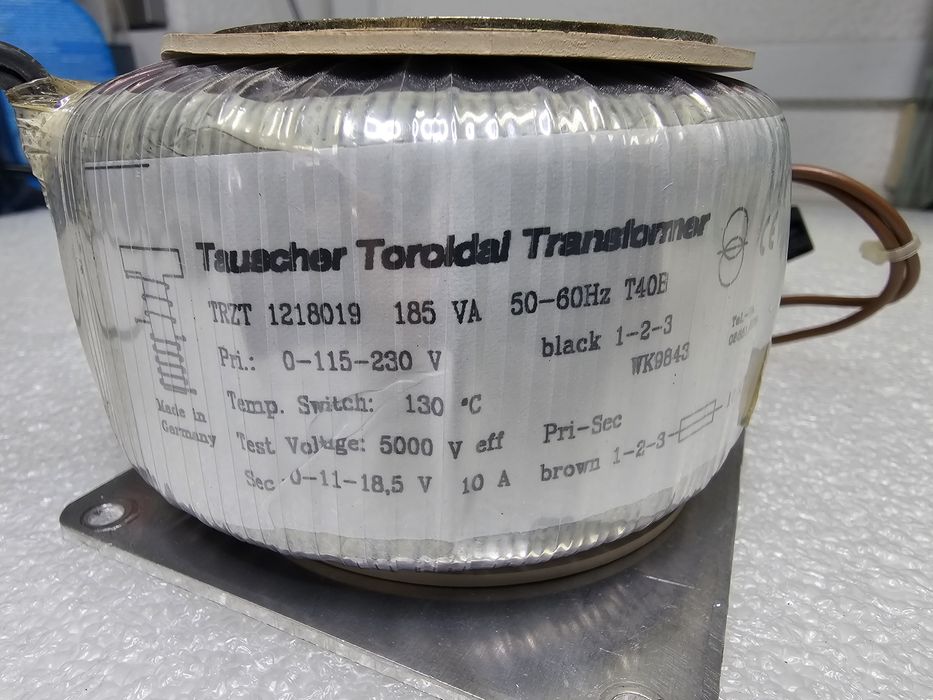 Tauscher Toroidal Transformer
TRZT 1218019 185 VA 50-60Hz T40B
Pri.: 0-115-230 V black 1-2-3
WK9843
Temp. Switch: 130 °C
Made in
Germany
Test Voltage: 5000 V eff Pri-Sec
Sec 0-11-18,5 V 10 A brown 1-2-3
CE
Tel.